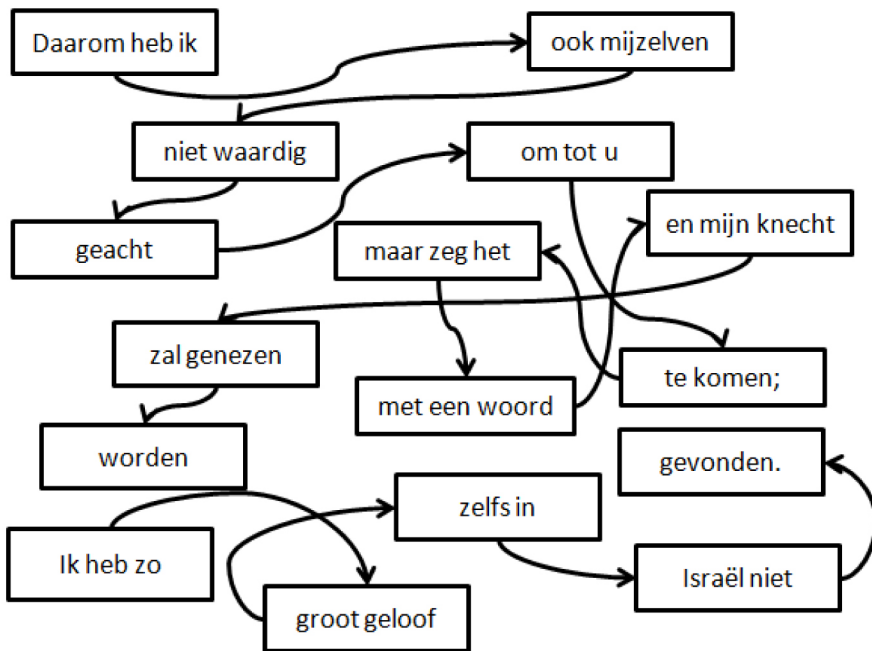 Daarom heb ik
ook mijzelven
niet waardig
geacht
om tot u
te komen;
maar zeg het
met een woord
en mijn knecht
zal genezen
worden
Ik heb zo
groot geloof
zelfs in
Israël niet
gevonden.